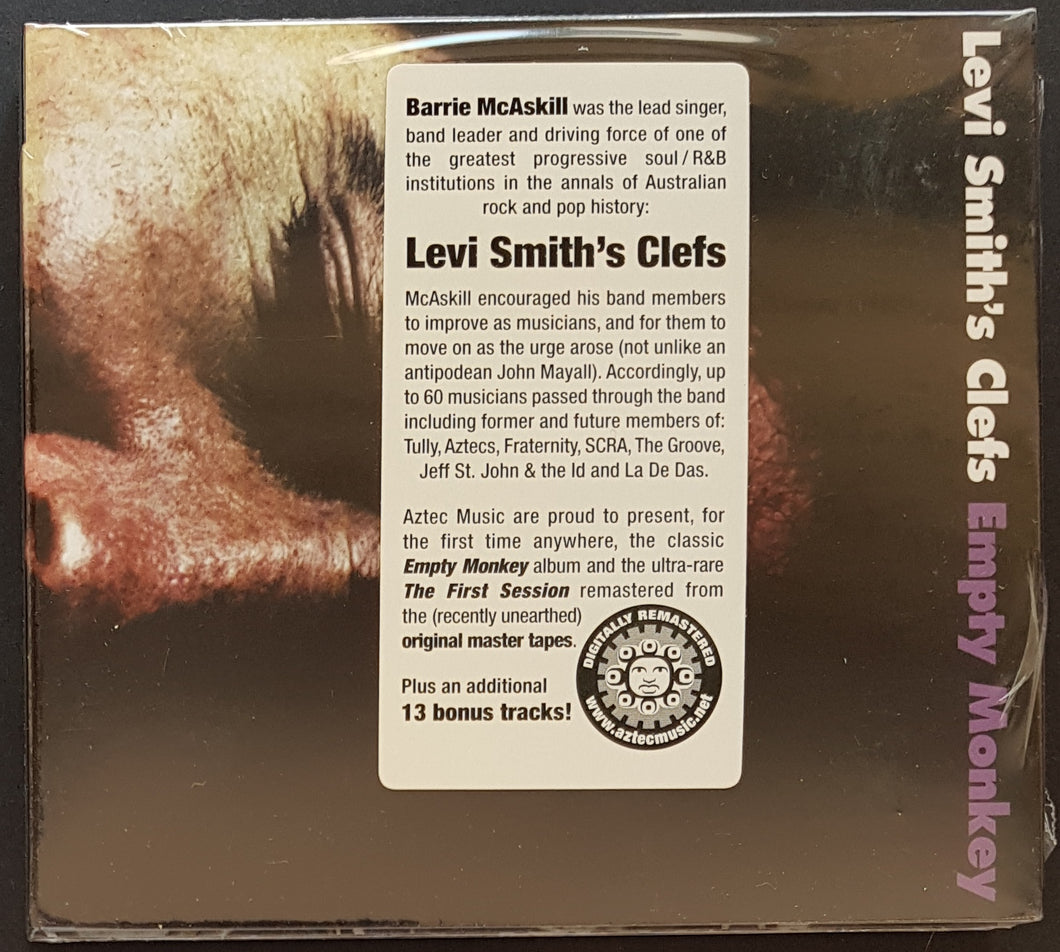 Barrie McAskill was the lead singer,
band leader and driving force of one of
the greatest progressive soul/R&B
institutions in the annals of Australian
rock and pop history:
Levi Smith's Clefs
McAskill encouraged his band members
to improve as musicians, and for them to
move on as the urge arose (not unlike an
antipodean John Mayall). Accordingly, up
to 60 musicians passed through the band
including former and future members of:
Tully, Aztecs, Fraternity, SCRA, The Groove,
Jeff St. John & the Id and La De Das.
Aztec Music are proud to present, for
the first time anywhere, the classic
Empty Monkey album and the ultra-rare
The First Session remastered from
the (recently unearthed)
original master tapes.
Plus an additional
13 bonus tracks!
DIGITALLY REMASTERED
www.aztecmusic.net
Levi Smith's Clefs Empty Monkey